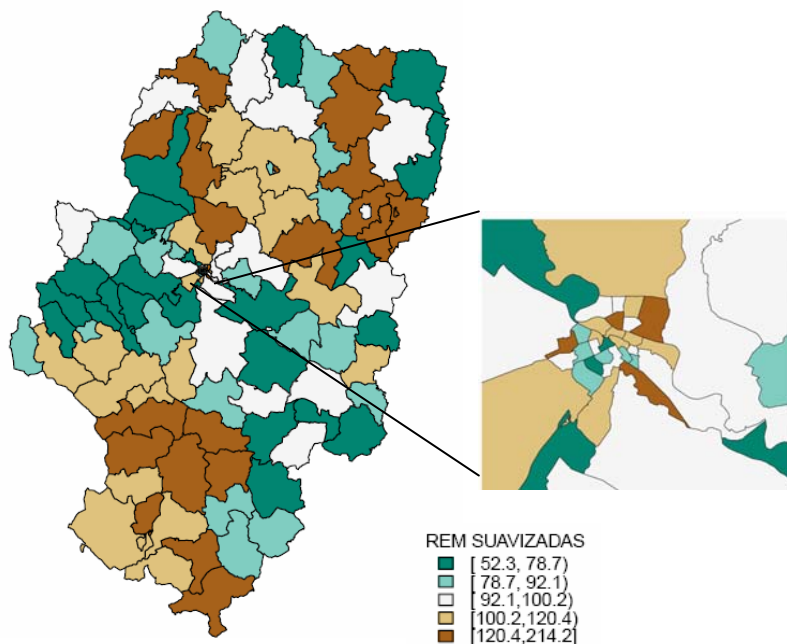 REM SUAVIZADAS
[ 52.3, 78.7)
[ 78.7, 92.1)
[ 92.1,100.2)
[100.2,120.4)
[120.4,214.2]